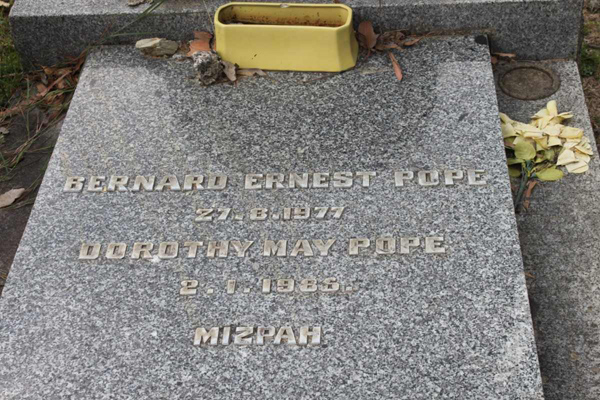 BERNARD ERNEST POPE
27.8.1977
DOROTHY MAY POPE
2.1.1985.
MIZPAH